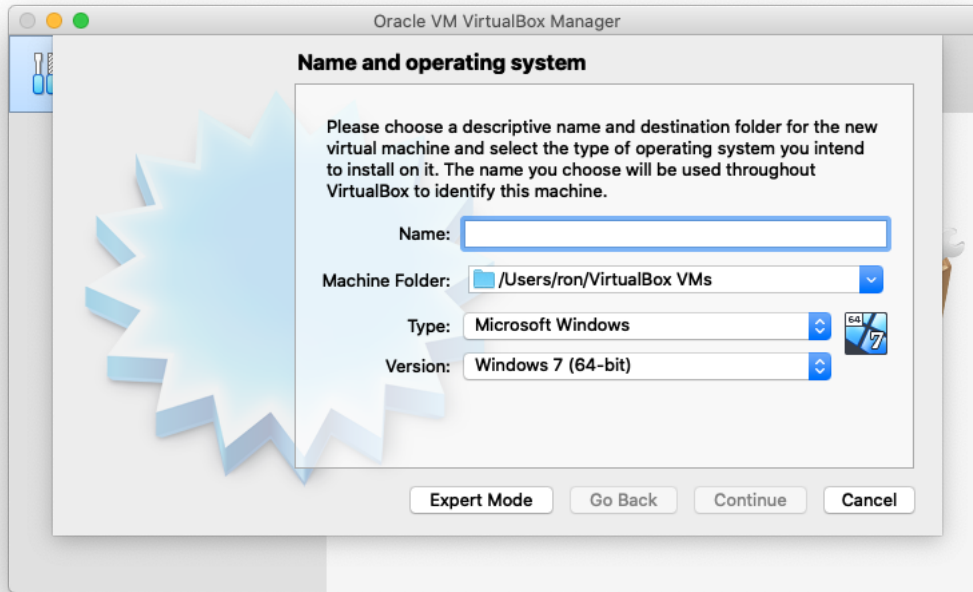 Oracle VM VirtualBox Manager
Name and operating system
Please choose a descriptive name and destination folder for the new
virtual machine and select the type of operating system you intend
to install on it. The name you choose will be used throughout
VirtualBox to identify this machine.
Name:
Machine Folder: /Users/ron/VirtualBox VMs
Type: Microsoft Windows
64
7
Version: Windows 7 (64-bit)
Expert Mode Go Back Continue Cancel